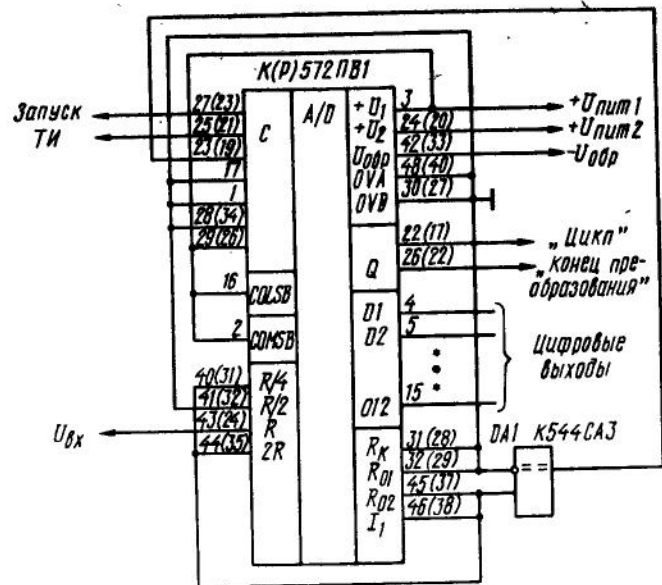 К(Р)572ПВ1
Запуск
ТИ
27(23)
25(21)
23(19)
17
1
28(34)
29(26)
16
2
40(31)
41(32)
43(24)
44(35)
Uвх
C
COLSB
COMSB
R/4
R/2
R
2R
A/D
+U1
+U2
Uобр
OVA
OVB
Q
D1
D2
D12
RK
R01
R02
I1
3
24(20)
42(33)
48(40)
30(27)
22(17)
26(22)
4
5
15
31(28)
32(29)
45(37)
46(38)
+Uпит1
+Uпит2
-Uобр
„Цикл"
„конец пре-
образования"
Цифровые
выходы
DA1 К544СА3
==